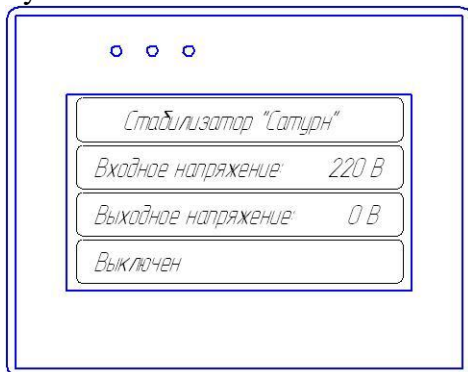 Стабилизатор "Сатурн"
Входное напряжение: 220 В
Выходное напряжение: 0 В
Выключен